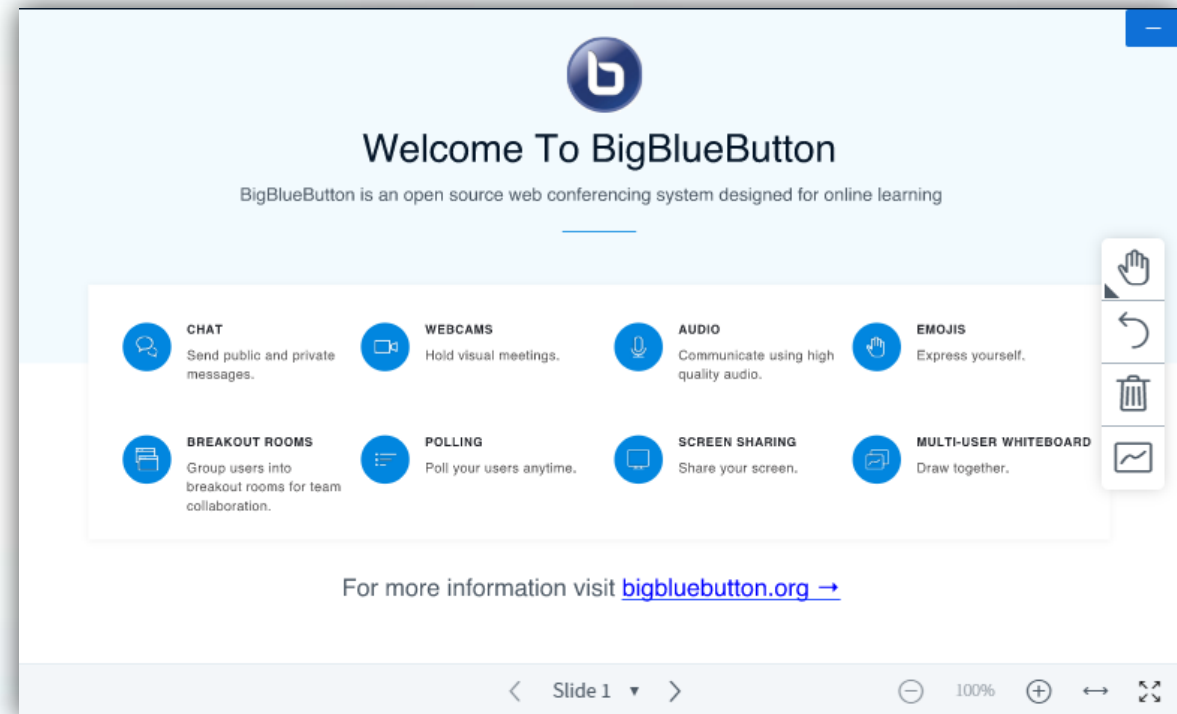 Welcome To BigBlueButton
BigBlueButton is an open source web conferencing system designed for online learning
CHAT
Send public and private
messages.
WEBCAMS
Hold visual meetings.
AUDIO
Communicate using high
quality audio.
EMOJIS
Express yourself.
BREAKOUT ROOMS
Group users into
breakout rooms for team
collaboration.
POLLING
Poll your users anytime.
SCREEN SHARING
Share your screen.
MULTI-USER WHITEBOARD
Draw together.
For more information visit bigbluebutton.org →
Slide 1
100%